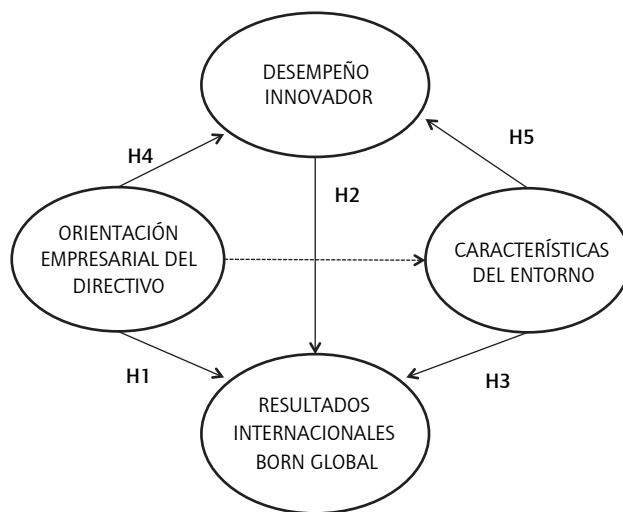 DESEMPEÑO
INNOVADOR
H4
H5
H2
ORIENTACIÓN
EMPRESARIAL DEL
DIRECTIVO
CARACTERÍSTICAS
DEL ENTORNO
H1
H3
RESULTADOS
INTERNACIONALES
BORN GLOBAL